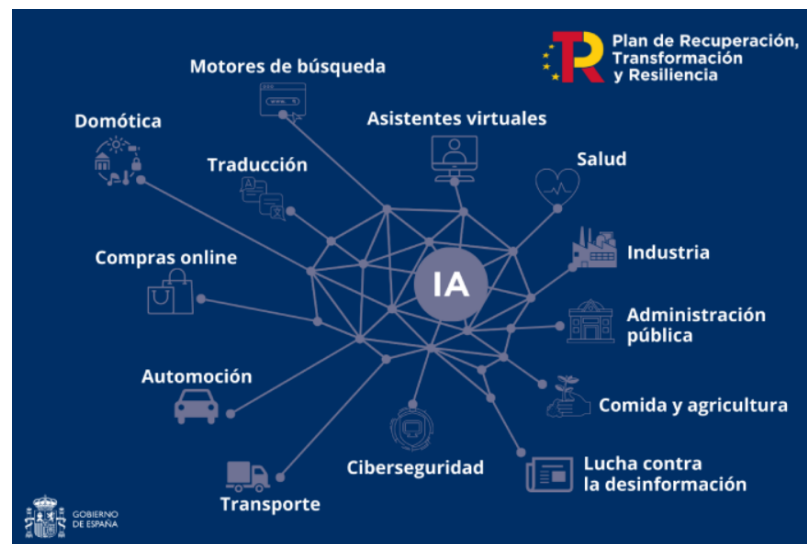 Plan de Recuperación,
Transformación
y Resiliencia
Motores de búsqueda
Asistentes virtuales
Domótica
Traducción
Salud
Compras online
IA
Industria
Administración
pública
Automoción
Comida y agricultura
Ciberseguridad
Lucha contra
la desinformación
Transporte
GOBIERNO
DE ESPAÑA